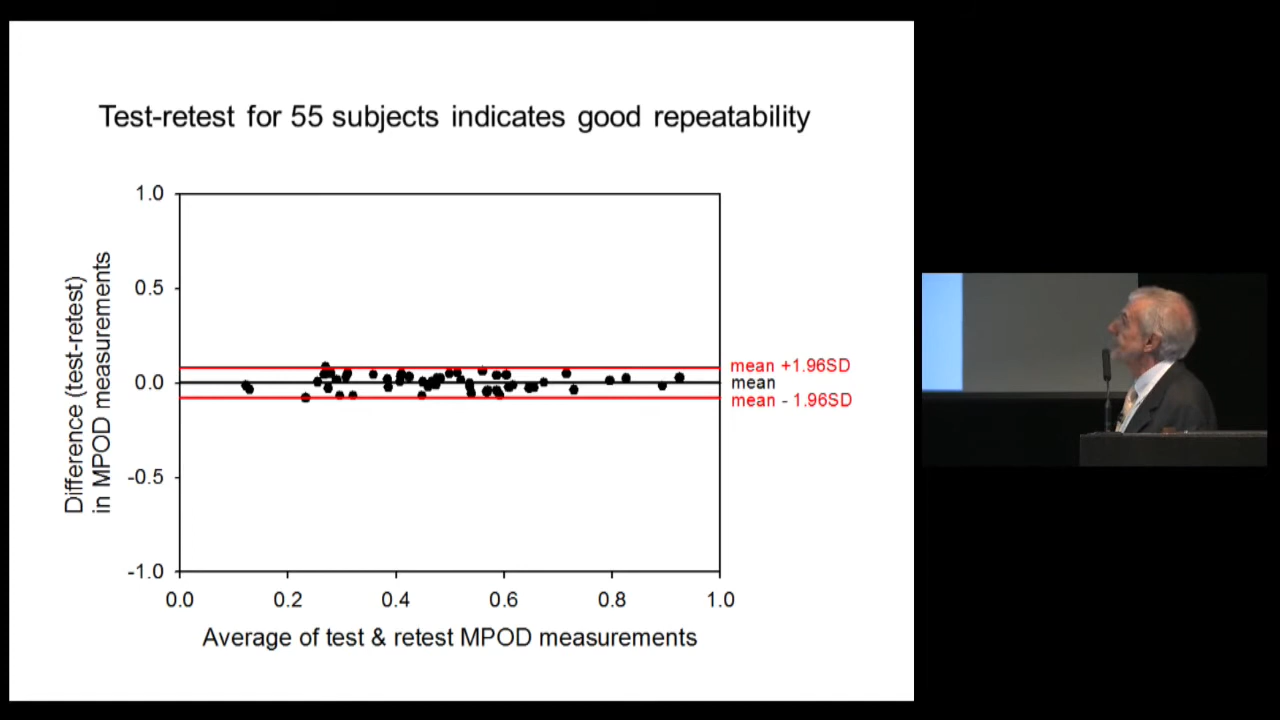 Test-retest for 55 subjects indicates good repeatability
1.0
0.5
0.0
-0.5
-1.0
Difference (test-retest)
in MPOD measurements
mean +1.96SD
mean
mean - 1.96SD
0.0 0.2 0.4 0.6 0.8 1.0
Average of test & retest MPOD measurements